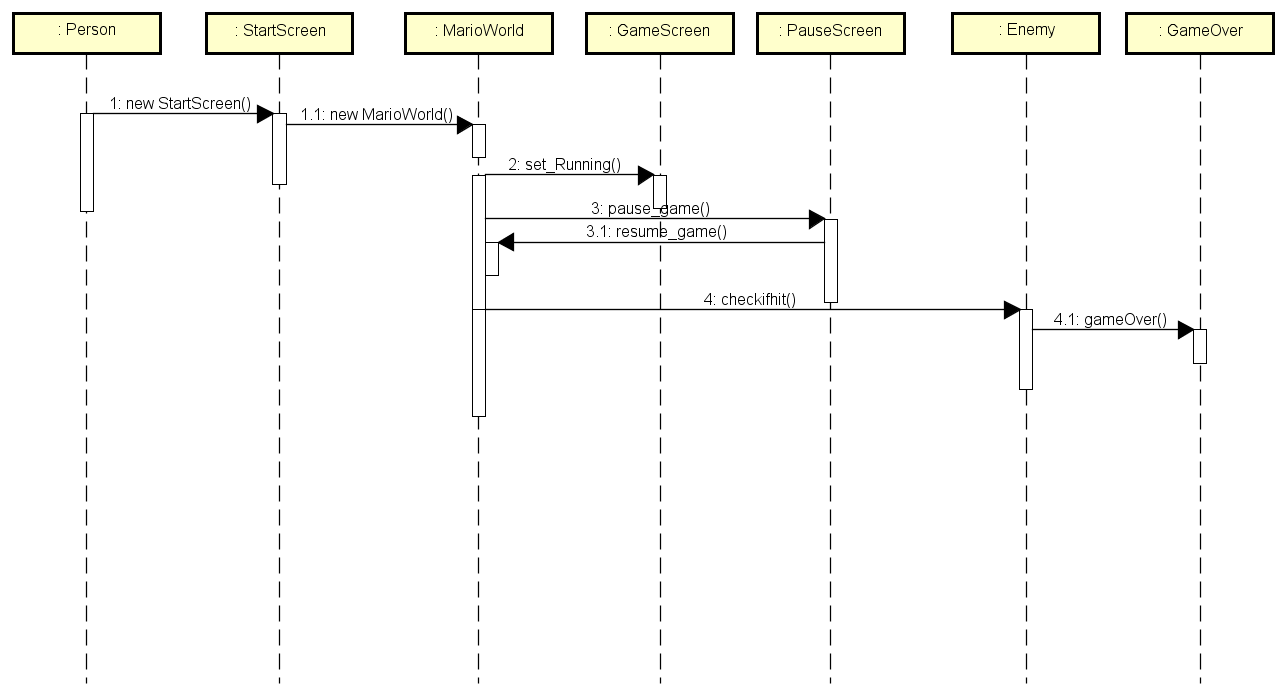 : Person
: StartScreen
: MarioWorld
: GameScreen
: PauseScreen
: Enemy
: GameOver
1: new StartScreen()
1.1: new MarioWorld()
2: set_Running()
3: pause_game()
3.1: resume_game()
4: checkifhit()
4.1: gameOver()